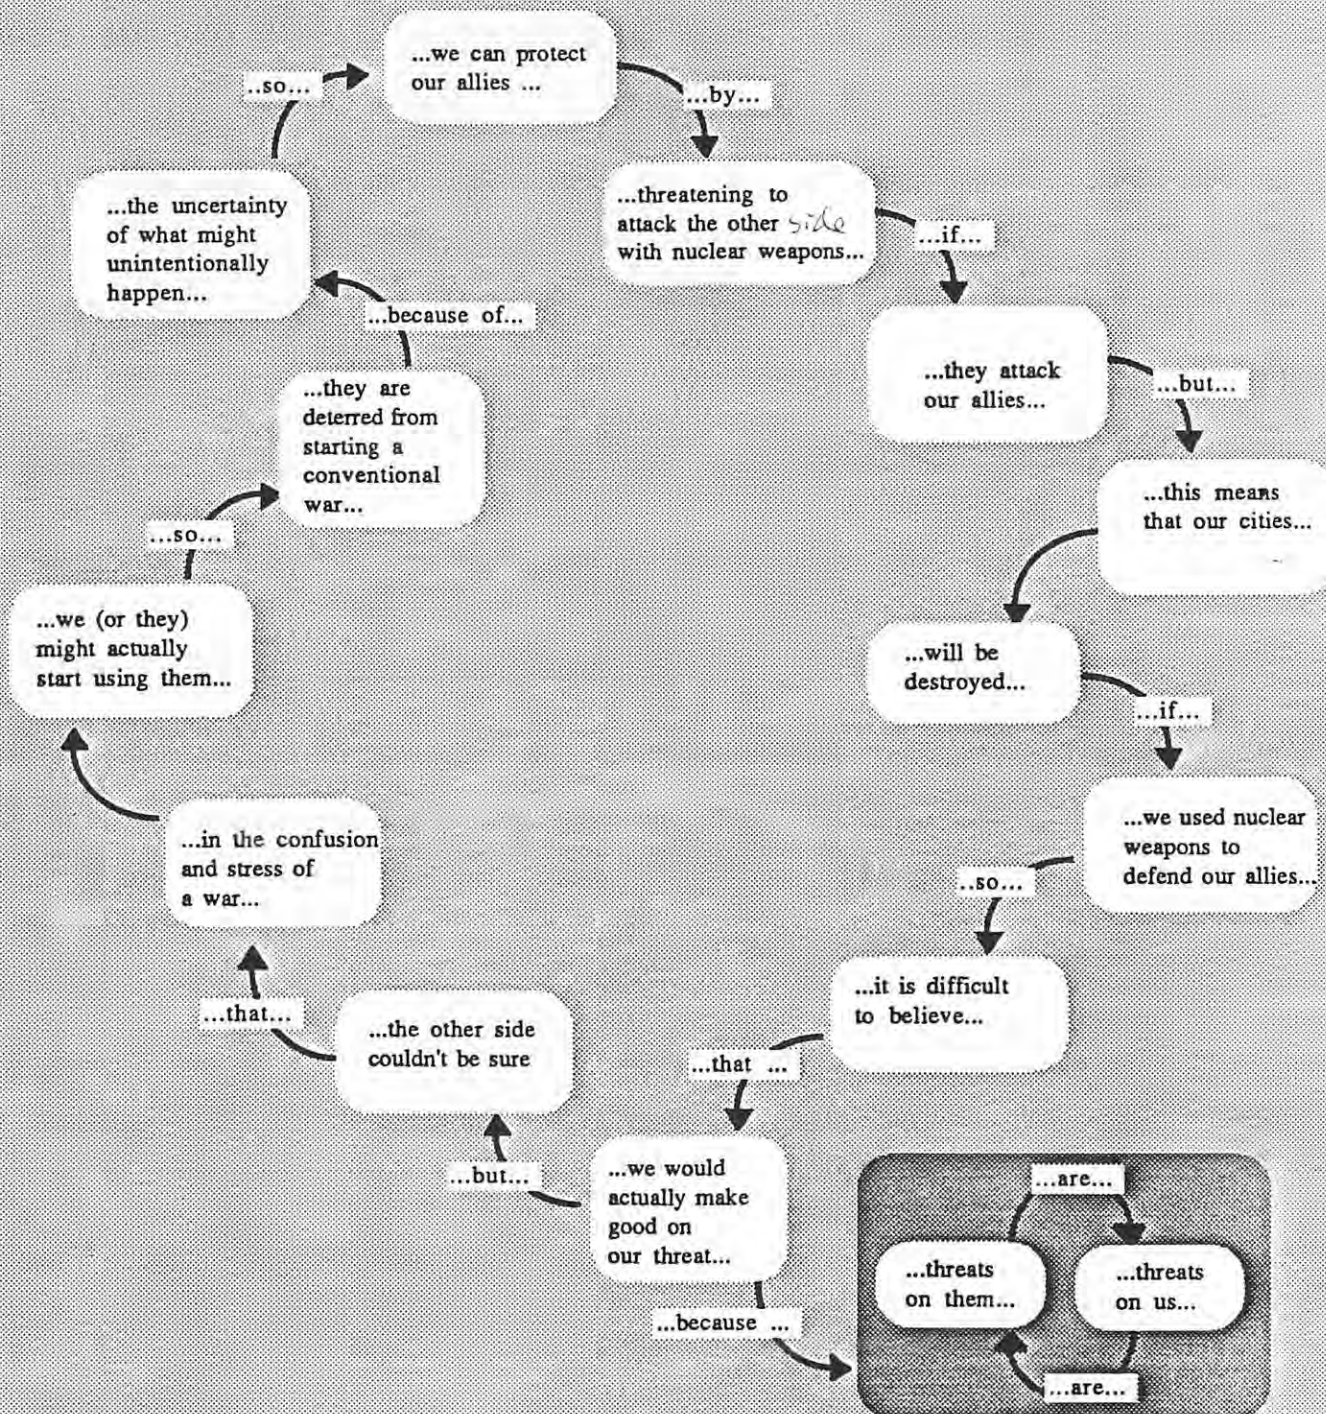 ...we can protect
our allies ...
...by...
...threatening to
attack the other side
with nuclear weapons...
...if...
...they attack
our allies...
...but...
...this means
that our cities...
...will be
destroyed...
...if...
...we used nuclear
weapons to
defend our allies...
..so...
...it is difficult
to believe...
...that ...
...we would
actually make
good on
our threat...
...because ...
...threats
on them...
...are...
...threats
on us...
...are...
...but...
...the other side
couldn't be sure
...that...
...in the confusion
and stress of
a war...
...we (or they)
might actually
start using them...
...so...
...they are
deterred from
starting a
conventional
war...
...because of...
...the uncertainty
of what might
unintentionally
happen...
..so...